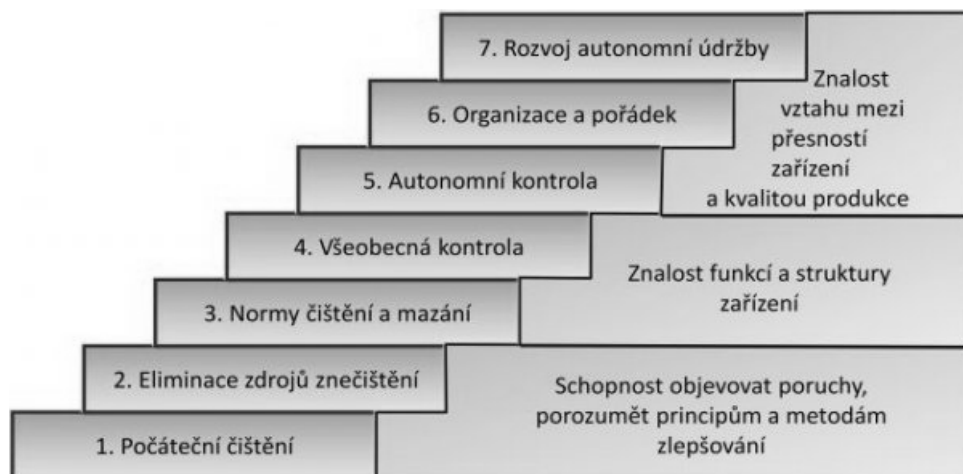 7. Rozvoj autonomní údržby
6. Organizace a pořádek
5. Autonomní kontrola
Znalost
vztahu mezi
přesností
zařízení
a kvalitou produkce
4. Všeobecná kontrola
3. Normy čištění a mazání
Znalost funkcí a struktury
zařízení
2. Eliminace zdrojů znečištění
1. Počáteční čištění
Schopnost objevovat poruchy,
porozumět principům a metodám
zlepšování